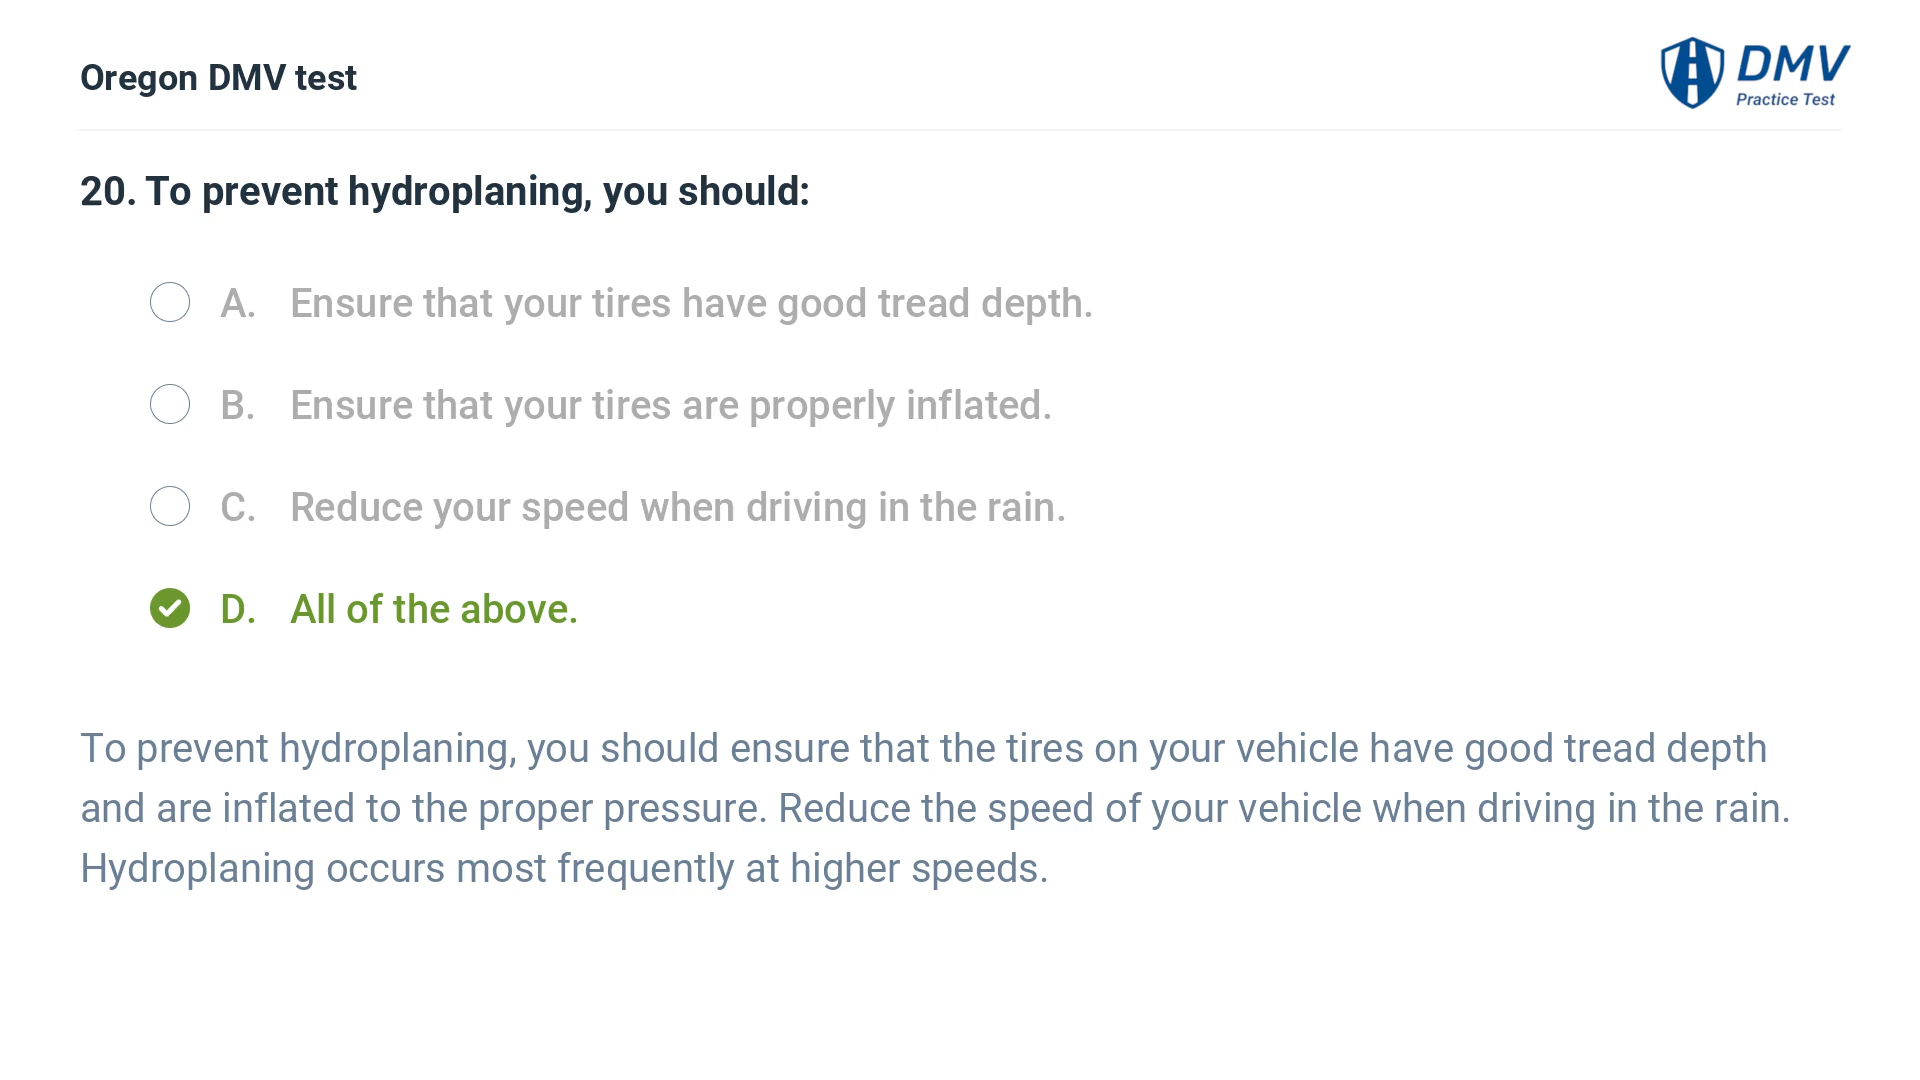 Oregon DMV test
DMV
Practice Test
20. To prevent hydroplaning, you should:
A. Ensure that your tires have good tread depth.
B. Ensure that your tires are properly inflated.
C. Reduce your speed when driving in the rain.
D. All of the above.
To prevent hydroplaning, you should ensure that the tires on your vehicle have good tread depth
and are inflated to the proper pressure. Reduce the speed of your vehicle when driving in the rain.
Hydroplaning occurs most frequently at higher speeds.